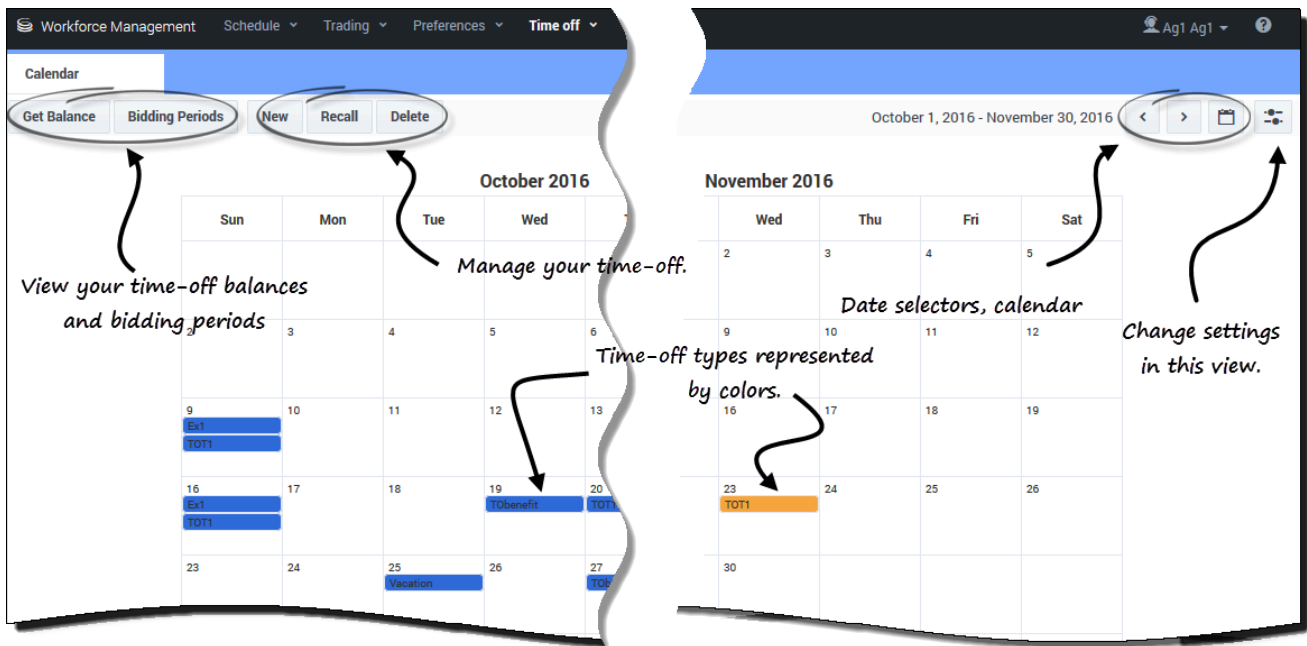 Workforce Management Schedule Trading Preferences Time off Ag1 Ag1
Calendar
Get Balance Bidding Periods New Recall Delete October 1, 2016 - November 30, 2016
October 2016 November 2016
Sun Mon Tue Wed Wed Thu Fri Sat
2 3 4 5
Manage your time-off.
View your time-off balances
and bidding periods
Date selectors, calendar
Change settings
in this view.
2 3 4 5 6 9 10 11 12
Time-off types represented
by colors.
9 10 11 12 13 16 17 18 19
Ex1
TOT1
16 17 18 19 20 23 24 25 26
Ex1 TObenefit TOT1 TOT1
TOT1
23 24 25 26 27 30
Vacation TOb